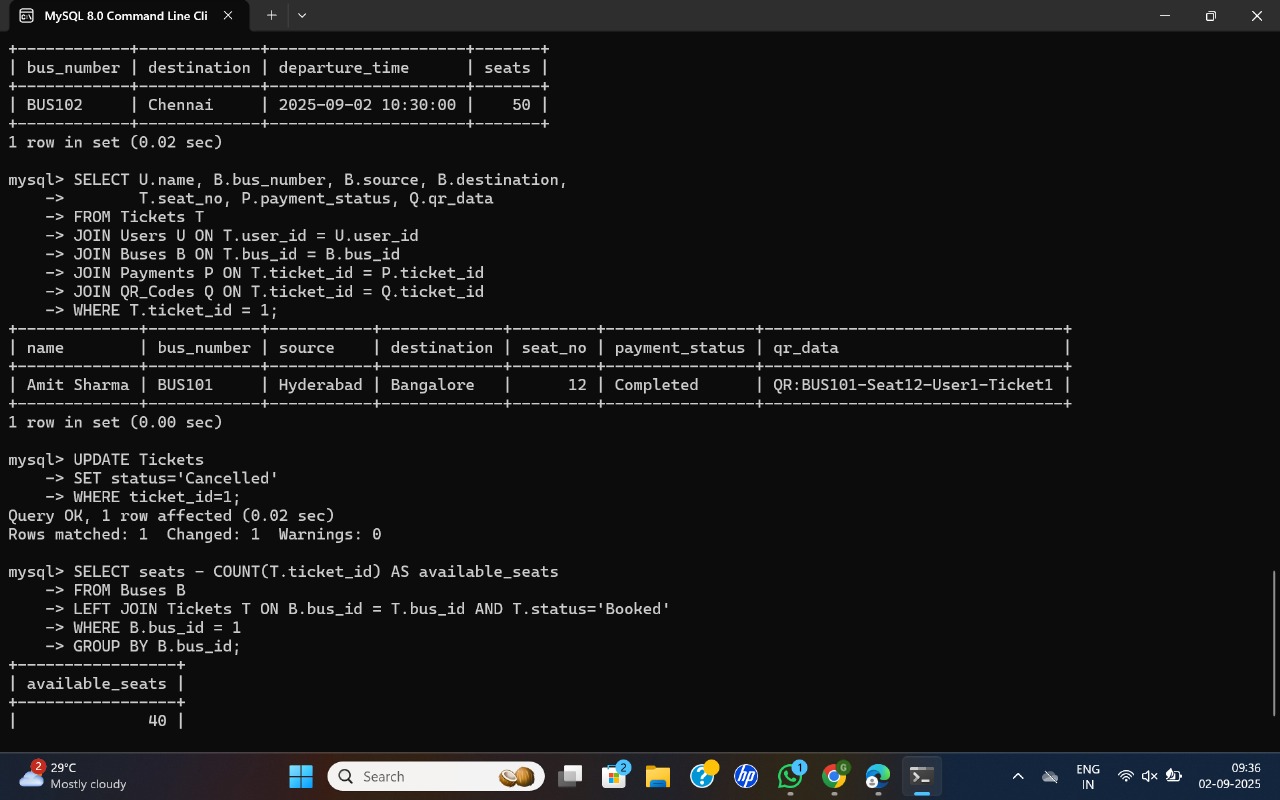 MySQL 8.0 Command Line Cli
+------------+-------------+---------------------+-------+
| bus_number | destination | departure_time      | seats |
+------------+-------------+---------------------+-------+
| BUS102     | Chennai     | 2025-09-02 10:30:00 |    50 |
+------------+-------------+---------------------+-------+
1 row in set (0.02 sec)
mysql> SELECT U.name, B.bus_number, B.source, B.destination,
    ->        T.seat_no, P.payment_status, Q.qr_data
    -> FROM Tickets T
    -> JOIN Users U ON T.user_id = U.user_id
    -> JOIN Buses B ON T.bus_id = B.bus_id
    -> JOIN Payments P ON T.ticket_id = P.ticket_id
    -> JOIN QR_Codes Q ON T.ticket_id = Q.ticket_id
    -> WHERE T.ticket_id = 1;
+-------------+------------+-----------+-------------+---------+----------------+--------------------------------+
| name        | bus_number | source    | destination | seat_no | payment_status | qr_data                        |
+-------------+------------+-----------+-------------+---------+----------------+--------------------------------+
| Amit Sharma | BUS101     | Hyderabad | Bangalore   |      12 | Completed      | QR:BUS101-Seat12-User1-Ticket1 |
+-------------+------------+-----------+-------------+---------+----------------+--------------------------------+
1 row in set (0.00 sec)
mysql> UPDATE Tickets
    -> SET status='Cancelled'
    -> WHERE ticket_id=1;
Query OK, 1 row affected (0.02 sec)
Rows matched: 1  Changed: 1  Warnings: 0
mysql> SELECT seats - COUNT(T.ticket_id) AS available_seats
    -> FROM Buses B
    -> LEFT JOIN Tickets T ON B.bus_id = T.bus_id AND T.status='Booked'
    -> WHERE B.bus_id = 1
    -> GROUP BY B.bus_id;
+-----------------+
| available_seats |
+-----------------+
|              40 |
2
29°C
Mostly cloudy
Search
2
hp
1
G
ENG
IN
09:36
02-09-2025